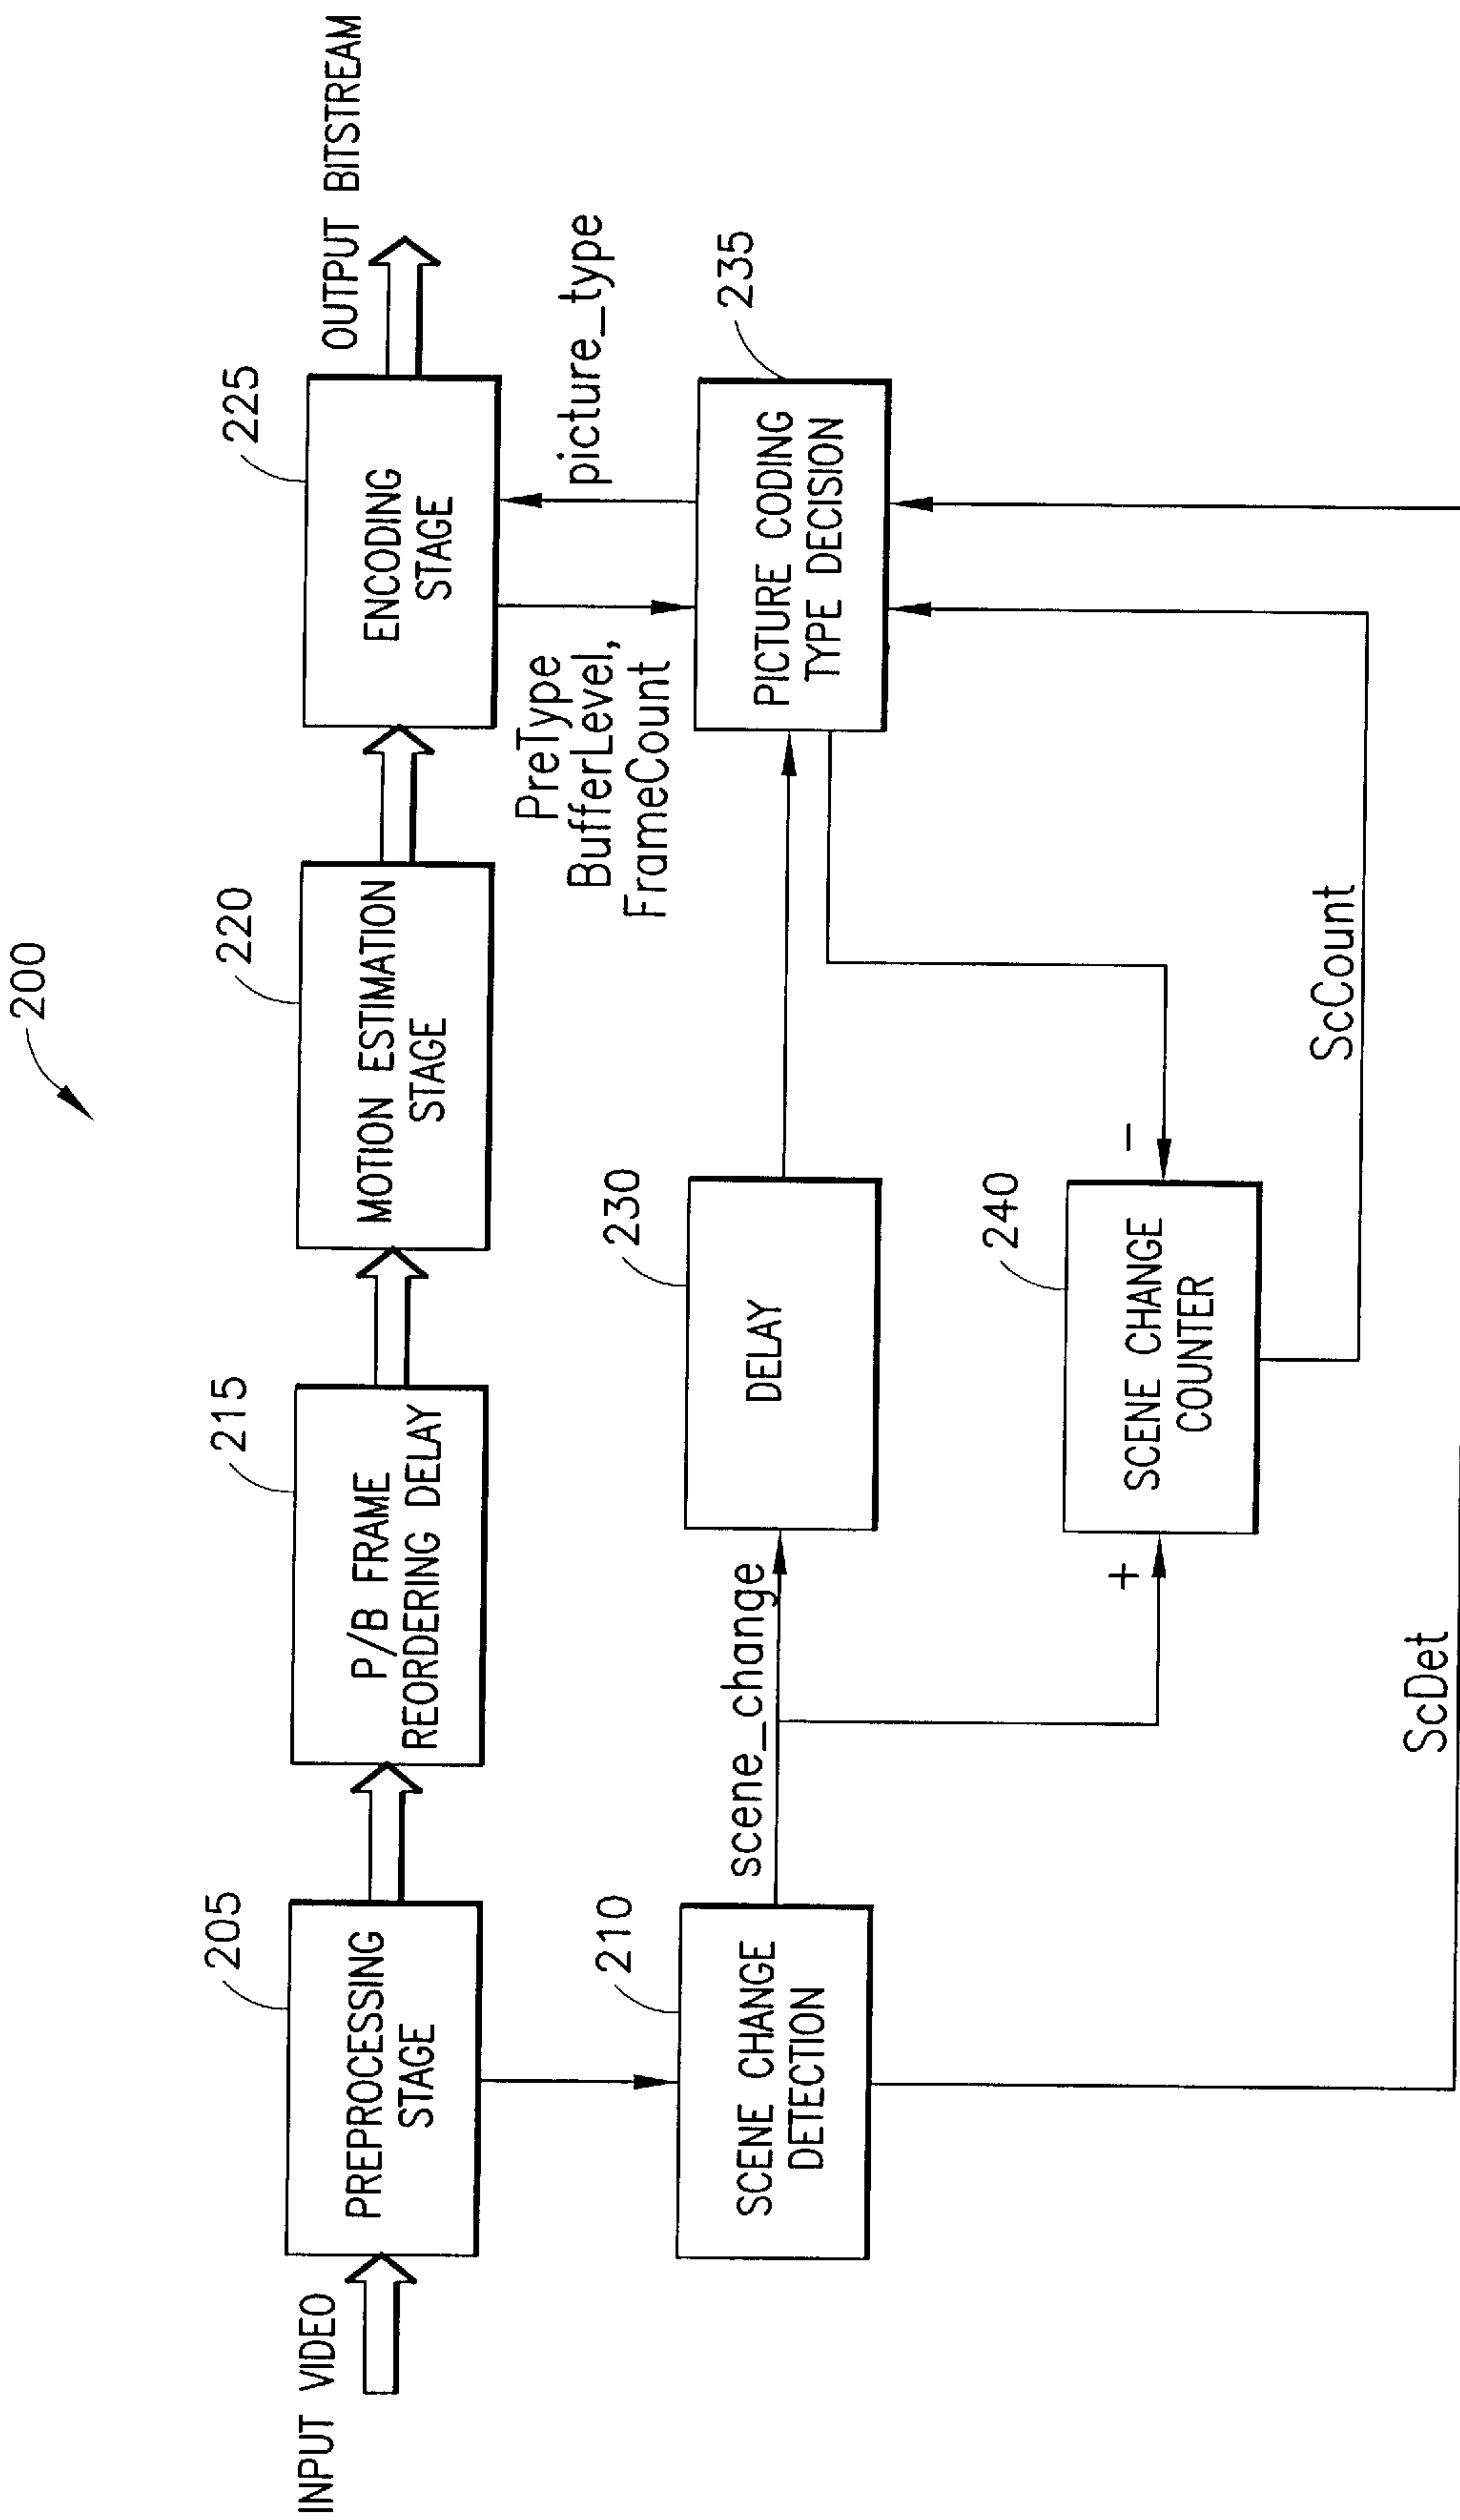 200
INPUT VIDEO
205
PREPROCESSING
STAGE
215
P/B FRAME
REORDERING DELAY
220
MOTION ESTIMATION
STAGE
225
ENCODING
STAGE
OUTPUT BITSTREAM
PreType
BufferLevel,
FrameCount
picture_type
210
SCENE CHANGE
DETECTION
scene_change
230
DELAY
235
PICTURE CODING
TYPE DECISION
240
+
-
SCENE CHANGE
COUNTER
ScCount
ScDet